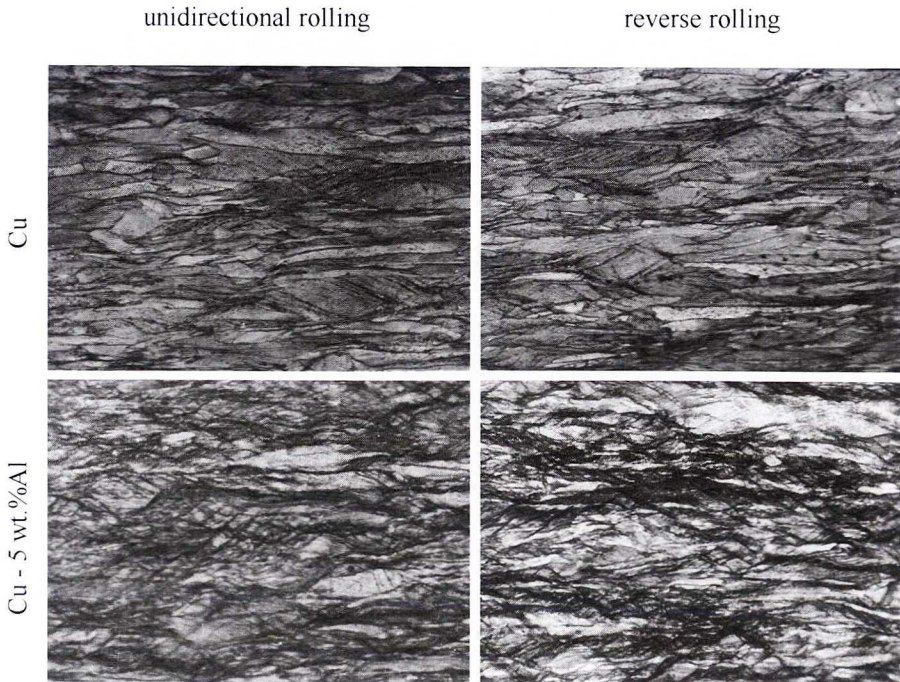 unidirectional rolling
reverse rolling
Cu
Cu - 5 wt.%Al